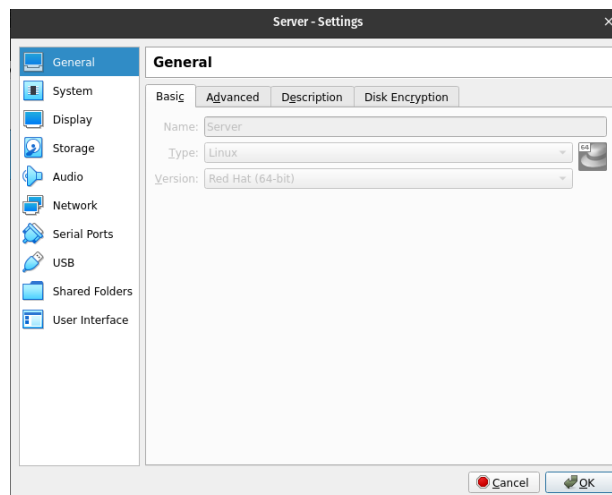 Server - Settings
General
System
Display
Storage
Audio
Network
Serial Ports
USB
Shared Folders
User Interface
General
Basic Advanced Description Disk Encryption
Name: Server
Type: Linux
64
Version: Red Hat (64-bit)
Cancel OK